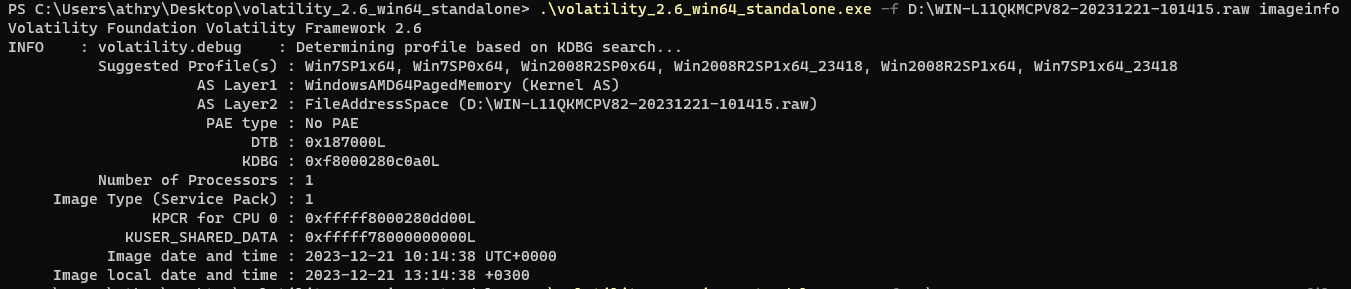 PS C:\Users\athry\Desktop\volatility_2.6_win64_standalone> .\volatility_2.6_win64_standalone.exe -f D:\WIN-L11QKMCPV82-20231221-101415.raw imageinfo
Volatility Foundation Volatility Framework 2.6
INFO    : volatility.debug    : Determining profile based on KDBG search...
Suggested Profile(s) : Win7SP1x64, Win7SP0x64, Win2008R2SP0x64, Win2008R2SP1x64_23418, Win2008R2SP1x64, Win7SP1x64_23418
AS Layer1 : WindowsAMD64PagedMemory (Kernel AS)
AS Layer2 : FileAddressSpace (D:\WIN-L11QKMCPV82-20231221-101415.raw)
PAE type : No PAE
DTB : 0x187000L
KDBG : 0xf8000280c0a0L
Number of Processors : 1
Image Type (Service Pack) : 1
KPCR for CPU 0 : 0xfffff8000280dd00L
KUSER_SHARED_DATA : 0xfffff78000000000L
Image date and time : 2023-12-21 10:14:38 UTC+0000
Image local date and time : 2023-12-21 13:14:38 +0300